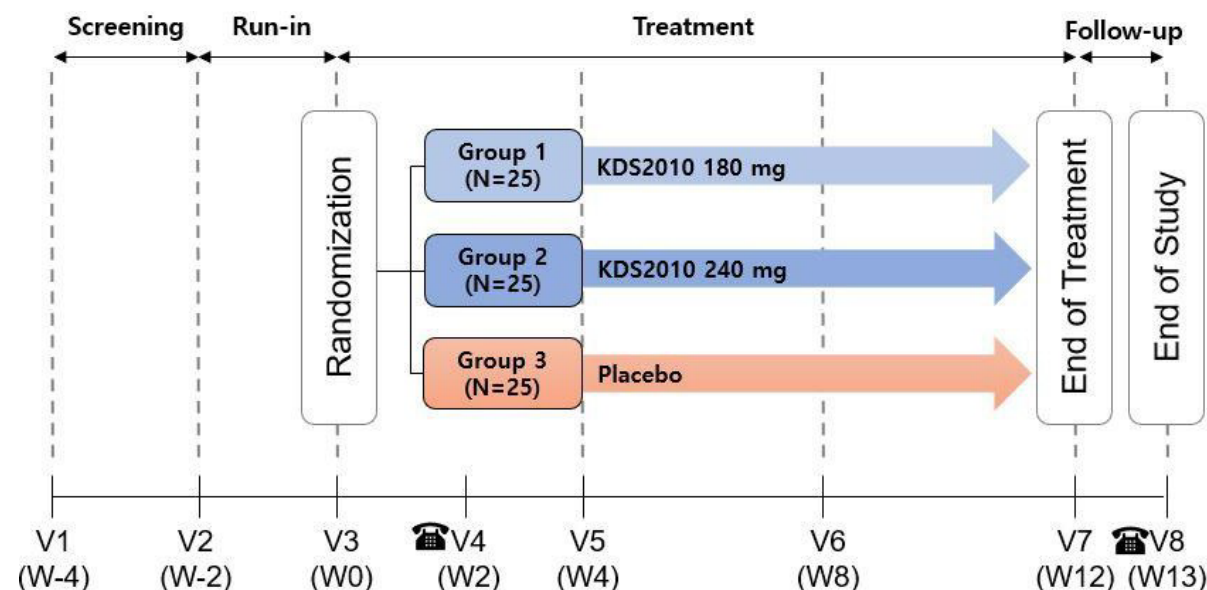 Screening
Run-in
Treatment
Follow-up
Randomization
Group 1
(N=25)
KDS2010 180 mg
Group 2
(N=25)
KDS2010 240 mg
Group 3
(N=25)
Placebo
End of Treatment
End of Study
V1
(W-4)
V2
(W-2)
V3
(W0)
V4
(W2)
V5
(W4)
V6
(W8)
V7
(W12)
V8
(W13)